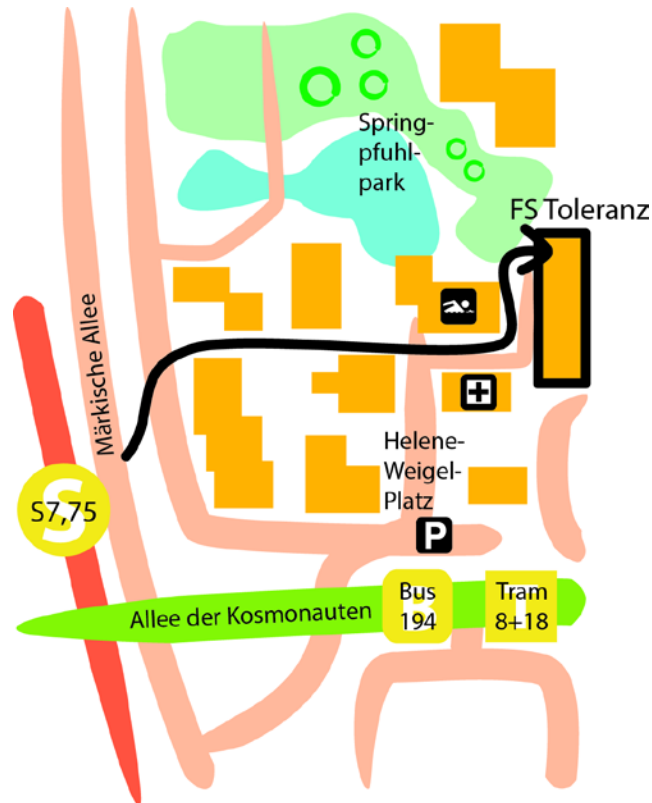 Spring-
pfuhl-
park
FS Toleranz
Märkische Allee
S
S7,75
Helene-
Weigel-
Platz
P
B
Bus
194
T
Tram
8+18
Allee der Kosmonauten